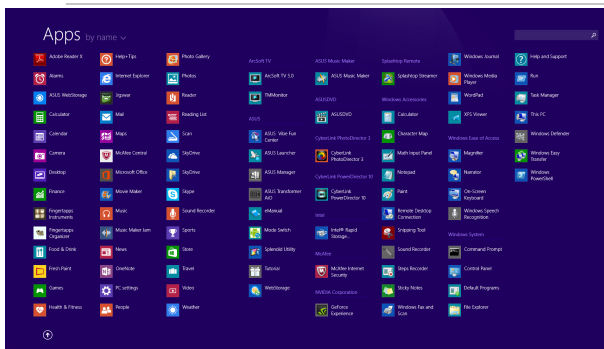 Apps by name
Adobe Reader X
Alarms
ASUS WebStorage
Calculator
Calendar
Camera
Desktop
Finance
Fingertapps
Instruments
Fingertapps
Organizer
Food & Drink
Fresh Paint
Games
Health & Fitness
Help+Tips
Internet Explorer
Jigsaw
Mail
Maps
McAfee Central
Microsoft Office
Movie Maker
Music
Music Maker Jam
News
OneNote
PC settings
People
Photo Gallery
Photos
Reader
Reading List
Scan
SkyDrive
SkyDrive
Skype
Sound Recorder
Sports
Store
Travel
Video
Weather
ArcSoft TV
ArcSoft TV 5.0
TMMonitor
ASUS
ASUS Vibe Fun
Center
ASUS Launcher
ASUS Manager
ASUS Transformer
AiO
eManual
Mode Switch
Splendid Utility
Tutorial
WebStorage
ASUS Music Maker
ASUS Music Maker
ASUSDVD
ASUSDVD
CyberLink PhotoDirector 3
CyberLink
PhotoDirector 3
CyberLink PowerDirector 10
CyberLink
PowerDirector 10
Intel
Intel® Rapid
Storage...
McAfee
McAfee Internet
Security
NVIDIA Corporation
GeForce
Experience
Splashtop Remote
Splashtop Streamer
Windows Accessories
Calculator
Character Map
Math Input Panel
Notepad
Paint
Remote Desktop
Connection
Snipping Tool
Sound Recorder
Steps Recorder
Sticky Notes
Windows Fax and
Scan
Windows Journal
Windows Media
Player
WordPad
XPS Viewer
Windows Ease of Access
Magnifier
Narrator
On-Screen
Keyboard
Windows Speech
Recognition
Windows System
Command Prompt
Control Panel
Default Programs
File Explorer
Help and Support
Run
Task Manager
This PC
Windows Defender
Windows Easy
Transfer
Windows
PowerShell